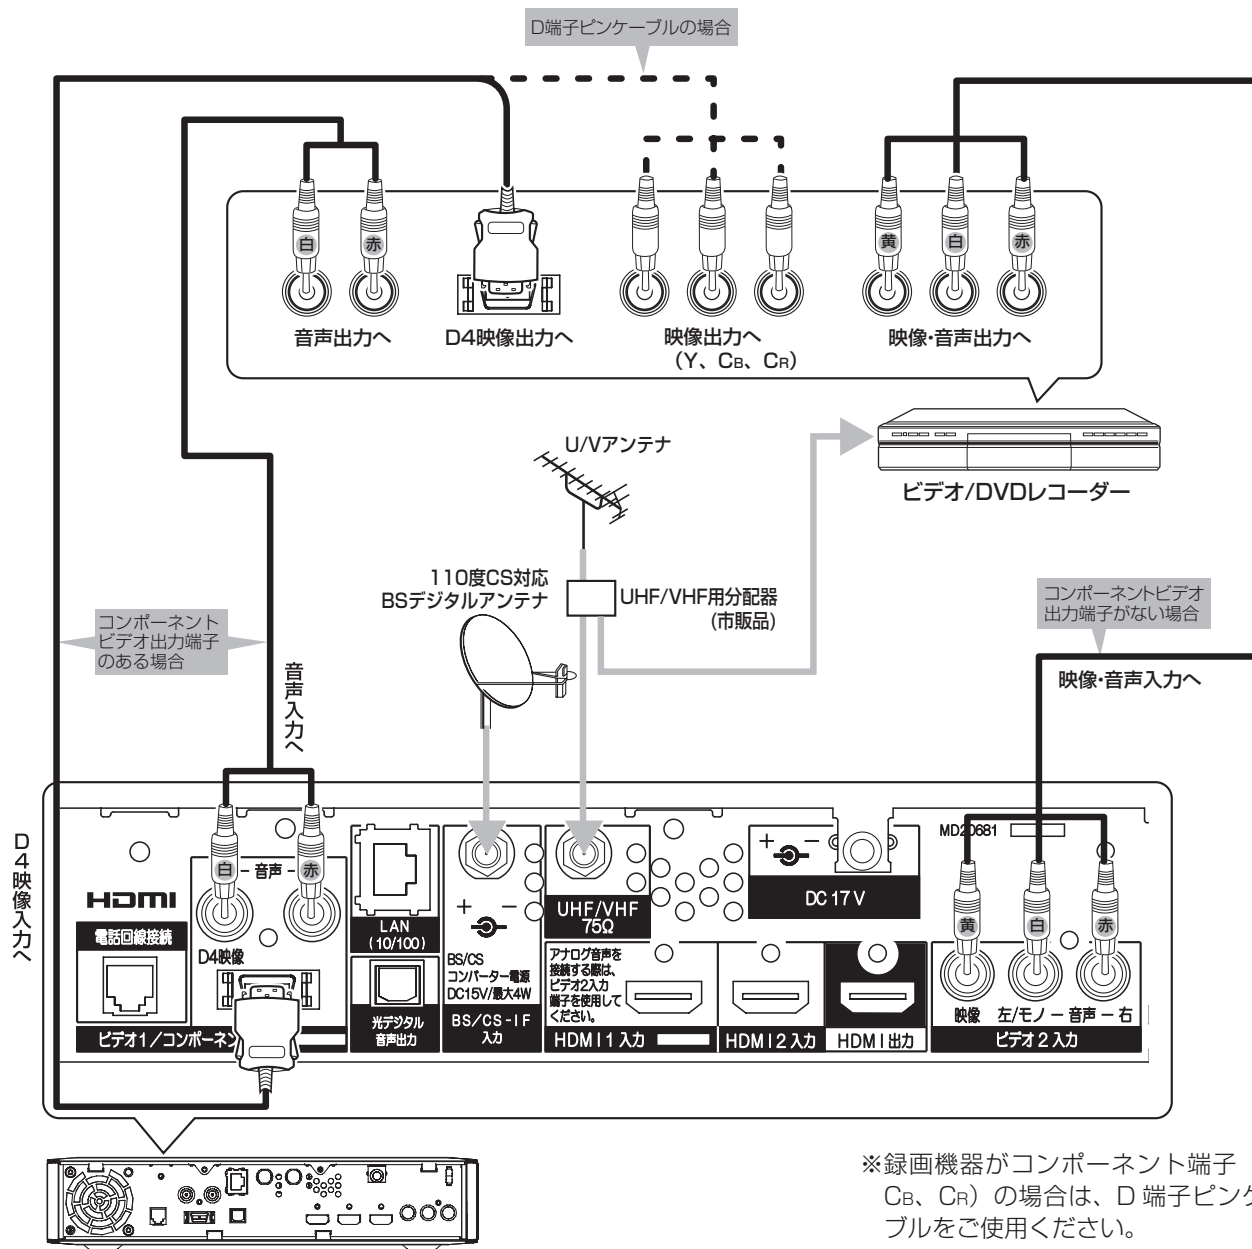 D端子ピンケーブルの場合
白
赤
黄
白
赤
音声出力へ
D4映像出力へ
映像出力へ
(Y、CB、CR)
映像・音声出力へ
ビデオ/DVDレコーダー
U/Vアンテナ
110度CS対応
BSデジタルアンテナ
UHF/VHF用分配器
(市販品)
コンポーネント
ビデオ出力端子
のある場合
コンポーネントビデオ
出力端子がない場合
映像・音声入力へ
音声入力へ
D4映像入力へ
HDMI
電話回線接続
白
- 音声 -
赤
D4映像
ビデオ1/コンポーネン
LAN
(10/100)
光デジタル
音声出力
+ -
BS/CS
コンバーター電源
DC15V/最大4W
BS/CS-IF
入力
UHF/VHF
75Ω
アナログ音声を
接続する際は、
ビデオ2入力
端子を使用して
ください。
HDMI1入力
HDMI2入力
HDMI出力
+ -
DC 17 V
MD20681
黄
白
赤
映像
左/モノ ー 音声 ー 右
ビデオ2入力
※録画機器がコンポーネント端子
CB、CR）の場合は、D 端子ピンケ
ブルをご使用ください。